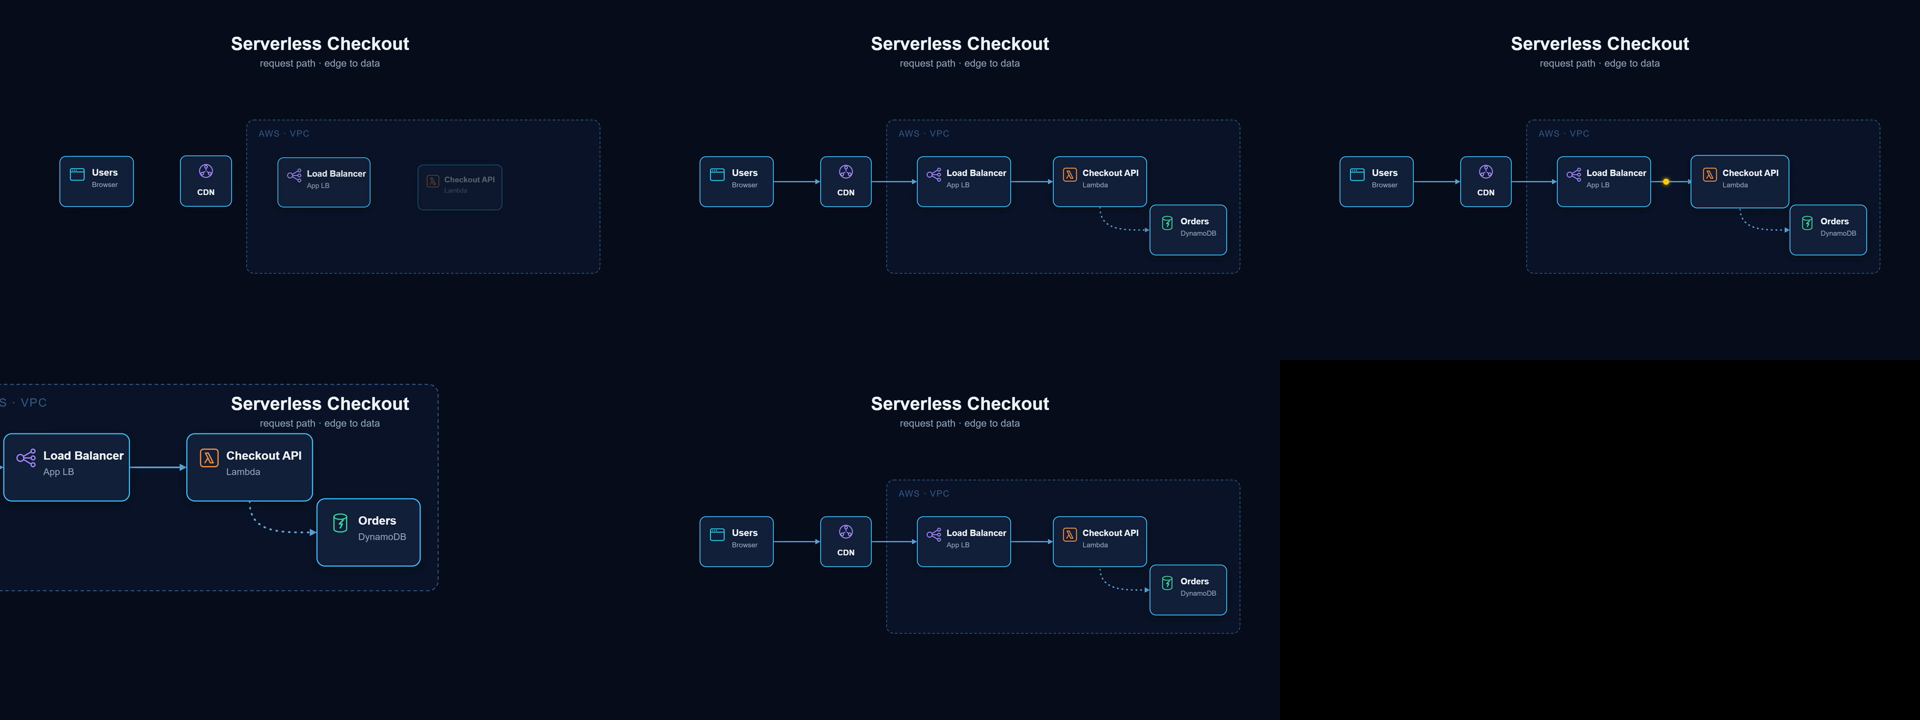 Serverless Checkout
request path · edge to data
AWS · VPC
Users
Browser
CDN
Load Balancer
App LB
Checkout API
Lambda
Serverless Checkout
request path · edge to data
AWS · VPC
Users
Browser
CDN
Load Balancer
App LB
Checkout API
Lambda
Orders
DynamoDB
Serverless Checkout
request path · edge to data
AWS · VPC
Users
Browser
CDN
Load Balancer
App LB
Checkout API
Lambda
Orders
DynamoDB
S · VPC
Serverless Checkout
request path · edge to data
Load Balancer
App LB
Checkout API
Lambda
Orders
DynamoDB
Serverless Checkout
request path · edge to data
AWS · VPC
Users
Browser
CDN
Load Balancer
App LB
Checkout API
Lambda
Orders
DynamoDB